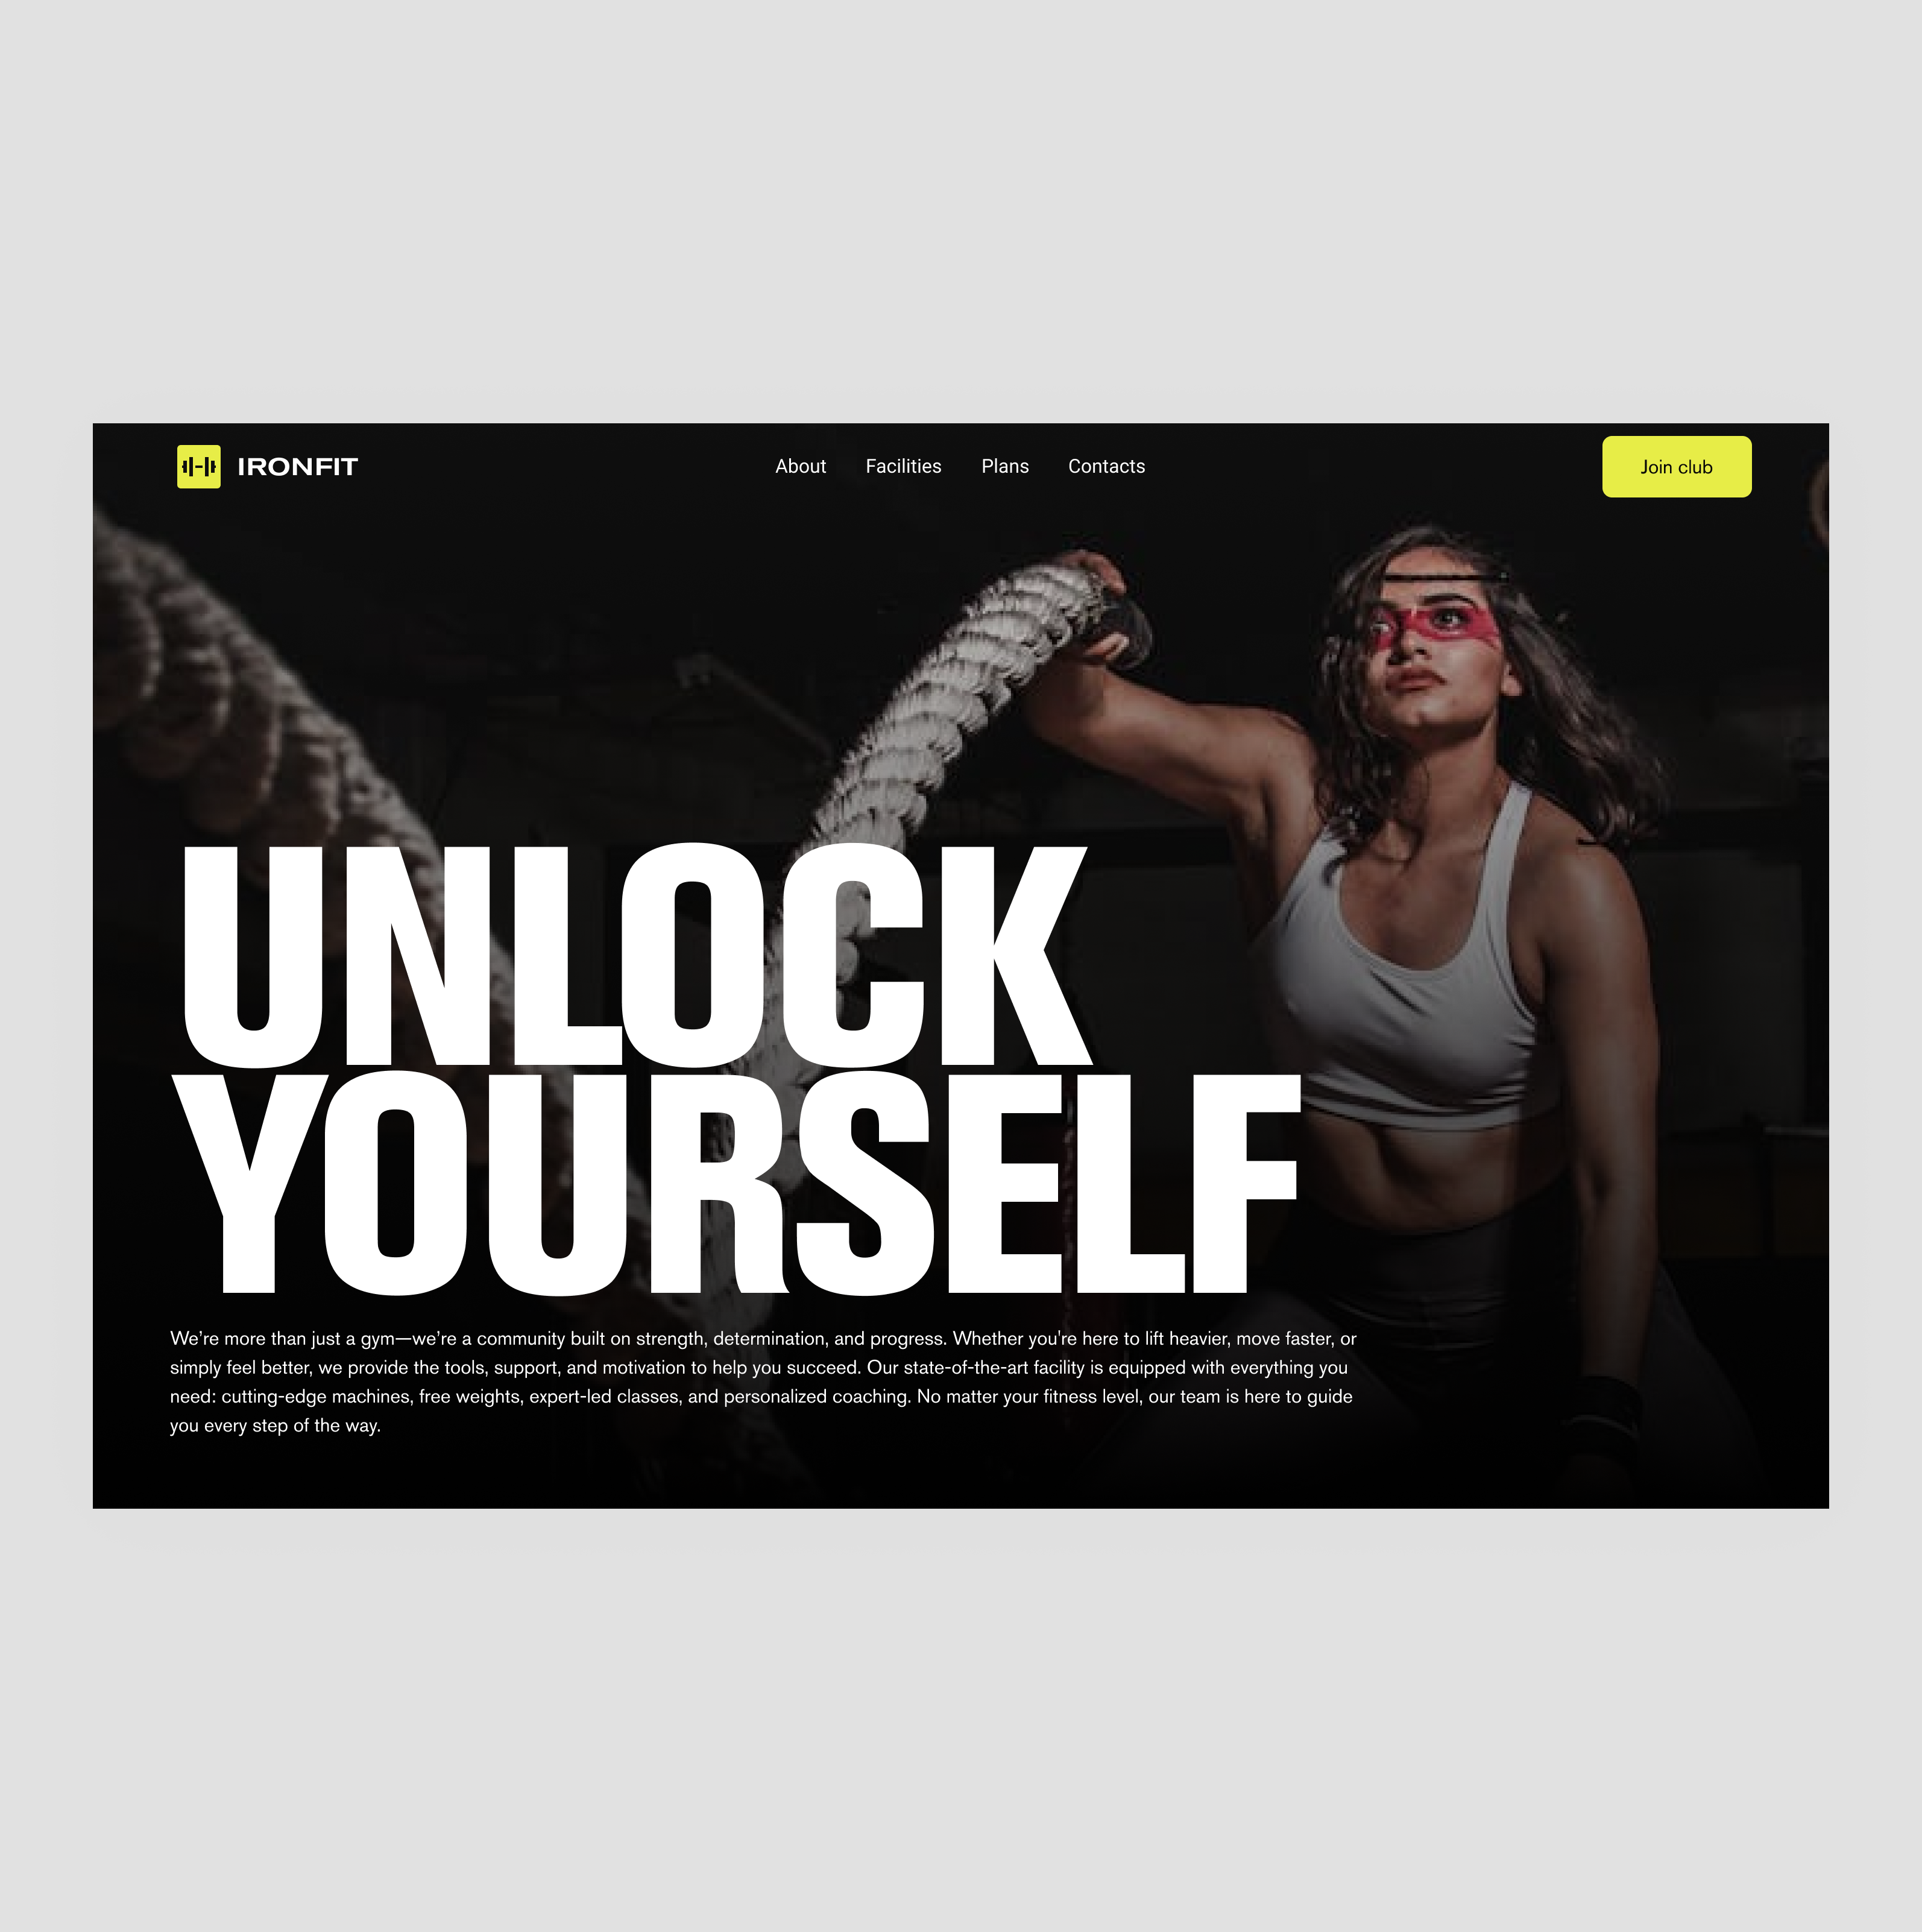 IRONFIT
About Facilities Plans Contacts
Join club
UNLOCK
YOURSELF
We’re more than just a gym—we’re a community built on strength, determination, and progress. Whether you're here to lift heavier, move faster, or
simply feel better, we provide the tools, support, and motivation to help you succeed. Our state-of-the-art facility is equipped with everything you
need: cutting-edge machines, free weights, expert-led classes, and personalized coaching. No matter your fitness level, our team is here to guide
you every step of the way.